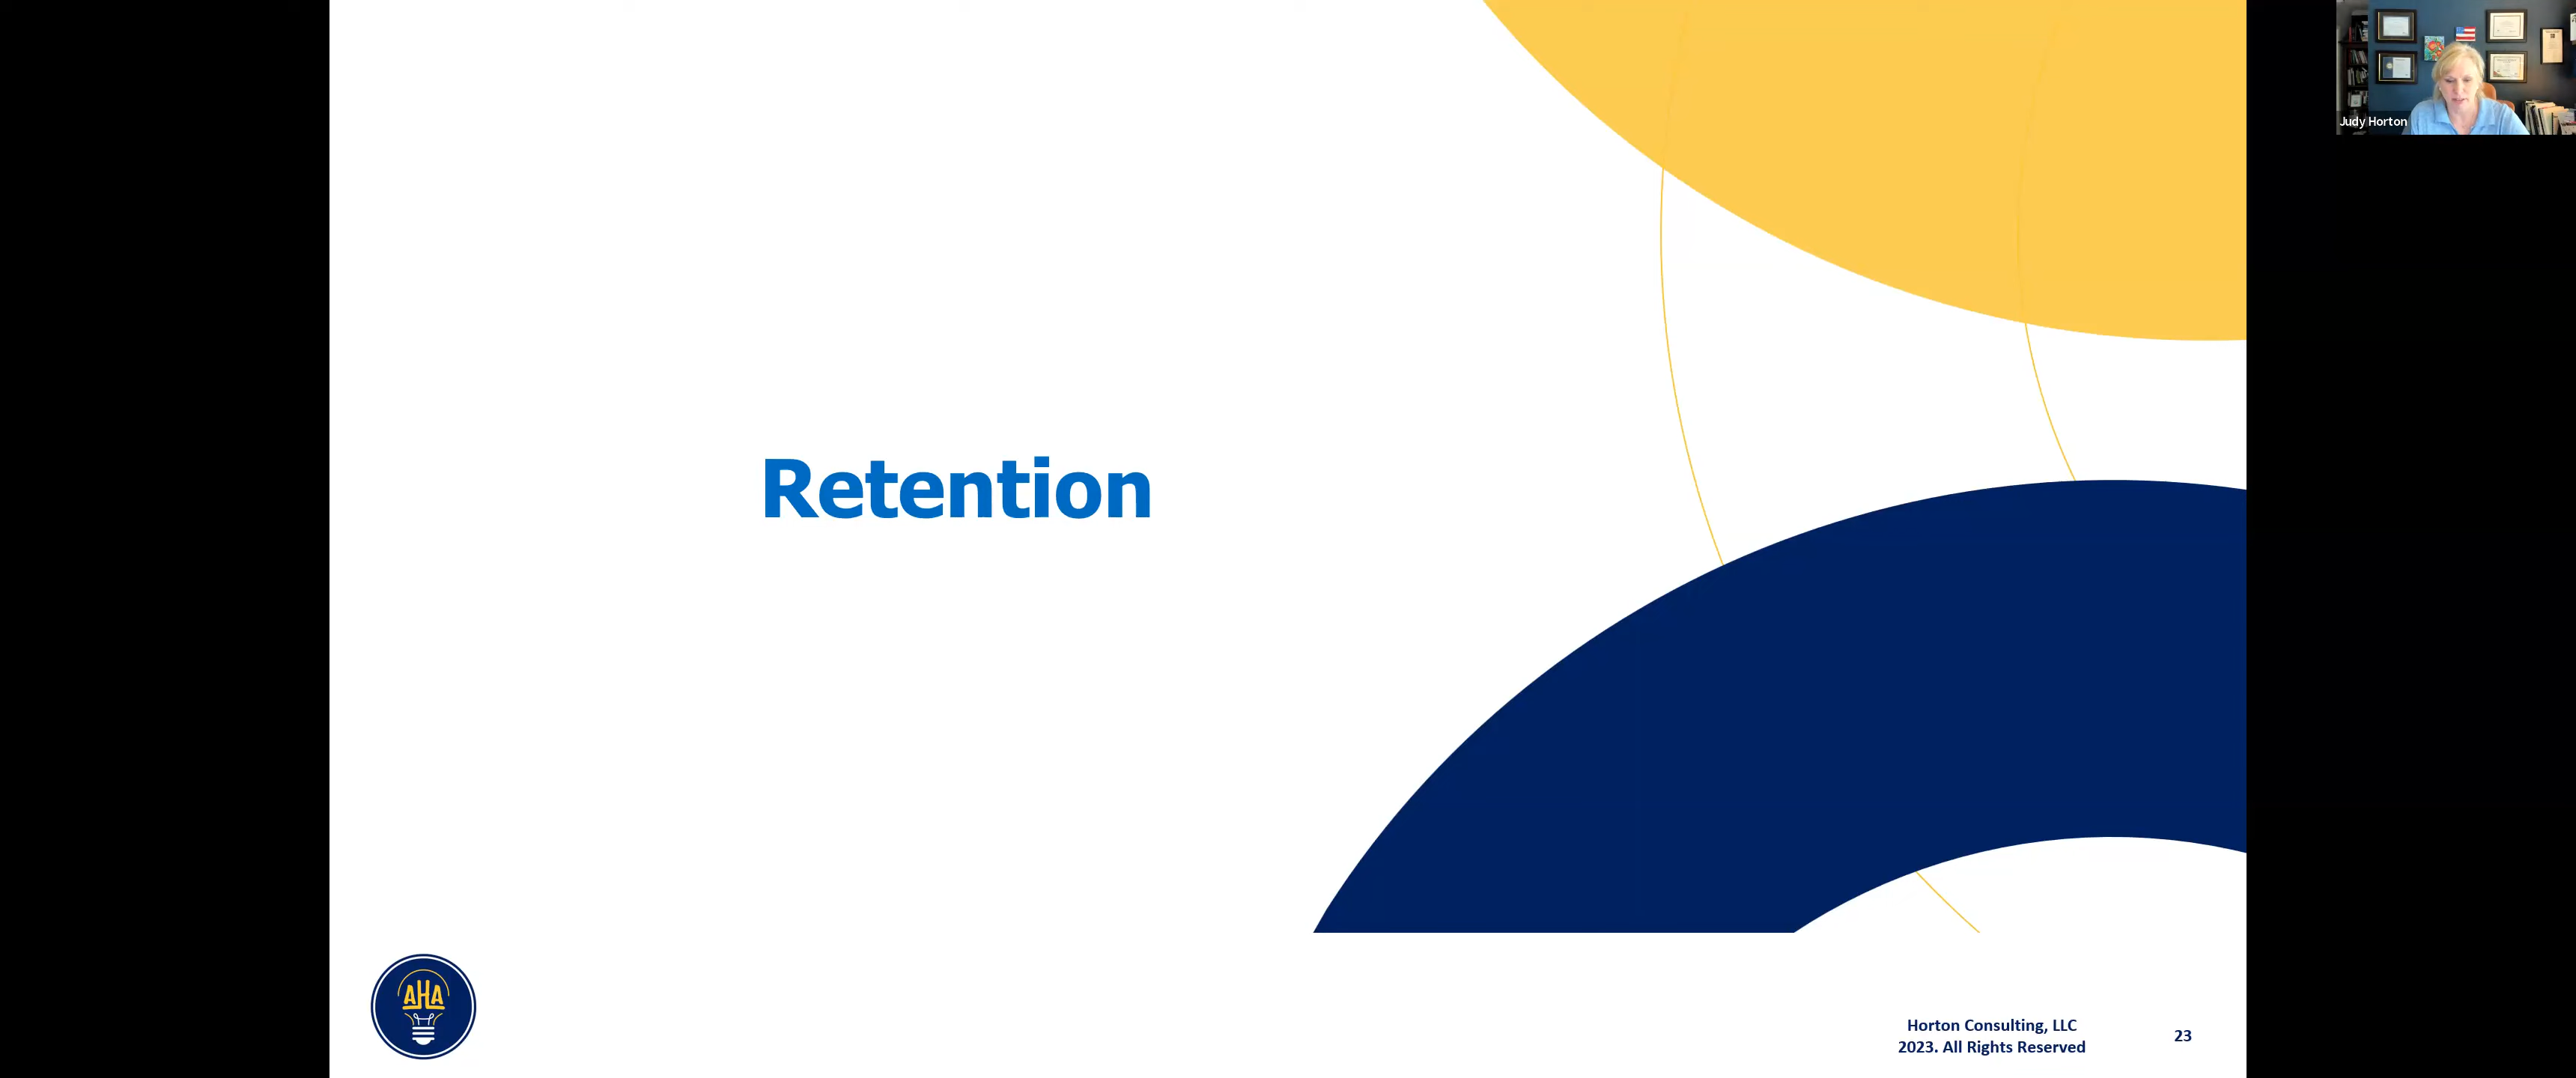 Judy Horton
Retention
AHA
Horton Consulting, LLC
2023. All Rights Reserved
23